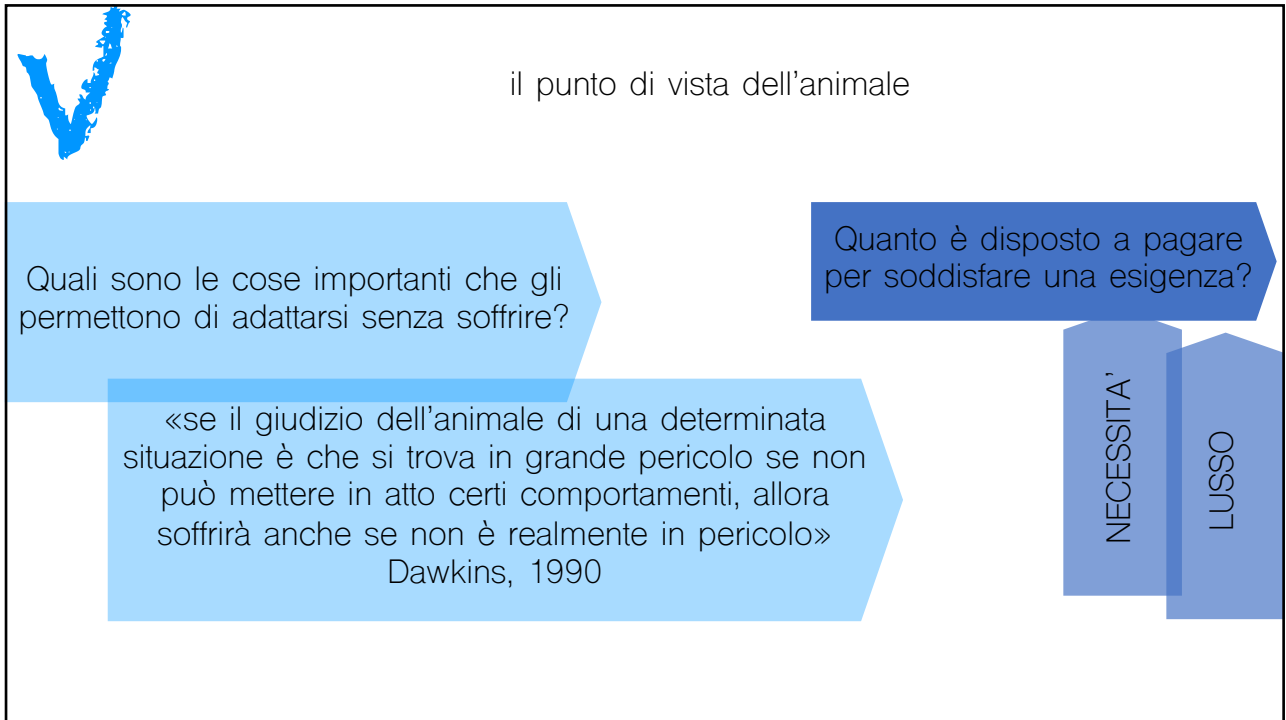 il punto di vista dell’animale
Quali sono le cose importanti che gli
permettono di adattarsi senza soffrire?
«se il giudizio dell’animale di una determinata
situazione è che si trova in grande pericolo se non
può mettere in atto certi comportamenti, allora
soffrirà anche se non è realmente in pericolo»
Dawkins, 1990
Quanto è disposto a pagare
per soddisfare una esigenza?
NECESSITA’
LUSSO